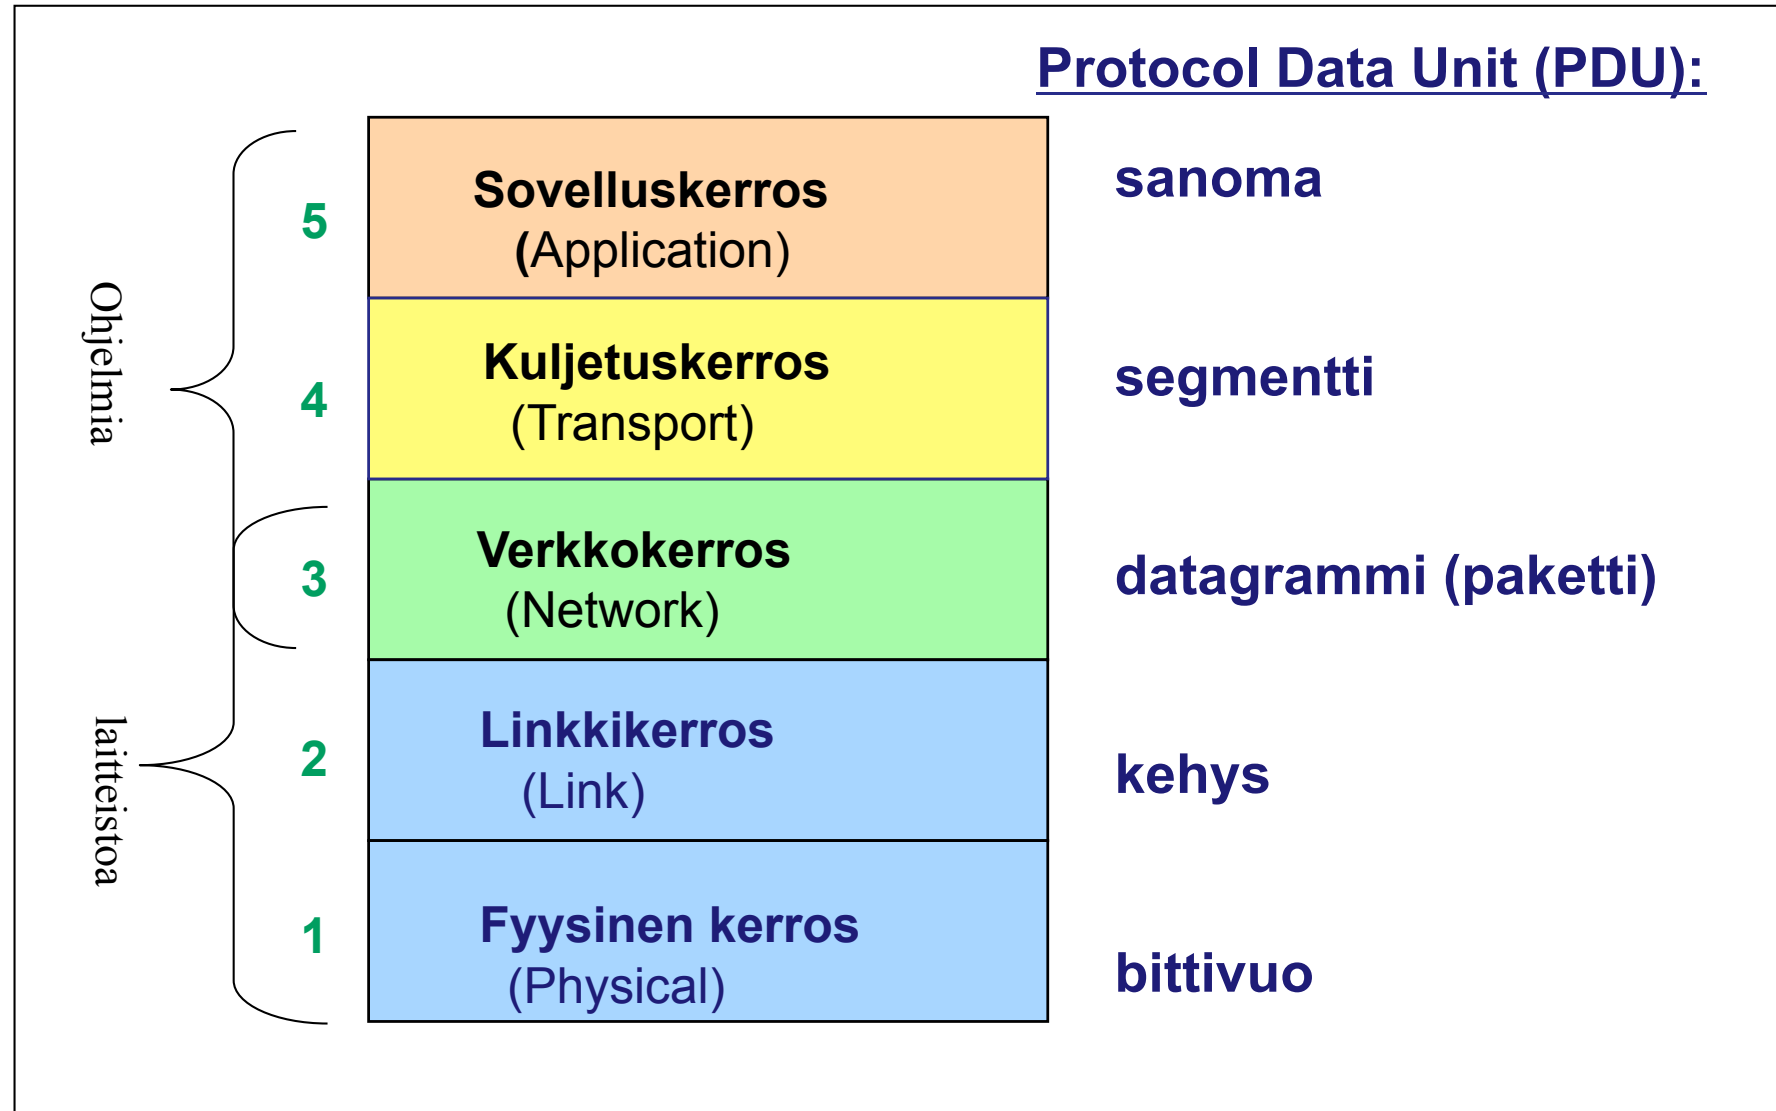 Protocol Data Unit (PDU):
Ohjelmia
laitteistoa
5
Sovelluskerros
(Application)
sanoma
4
Kuljetuskerros
(Transport)
segmentti
3
Verkkokerros
(Network)
datagrammi (paketti)
2
Linkkikerros
(Link)
kehys
1
Fyysinen kerros
(Physical)
bittivuo